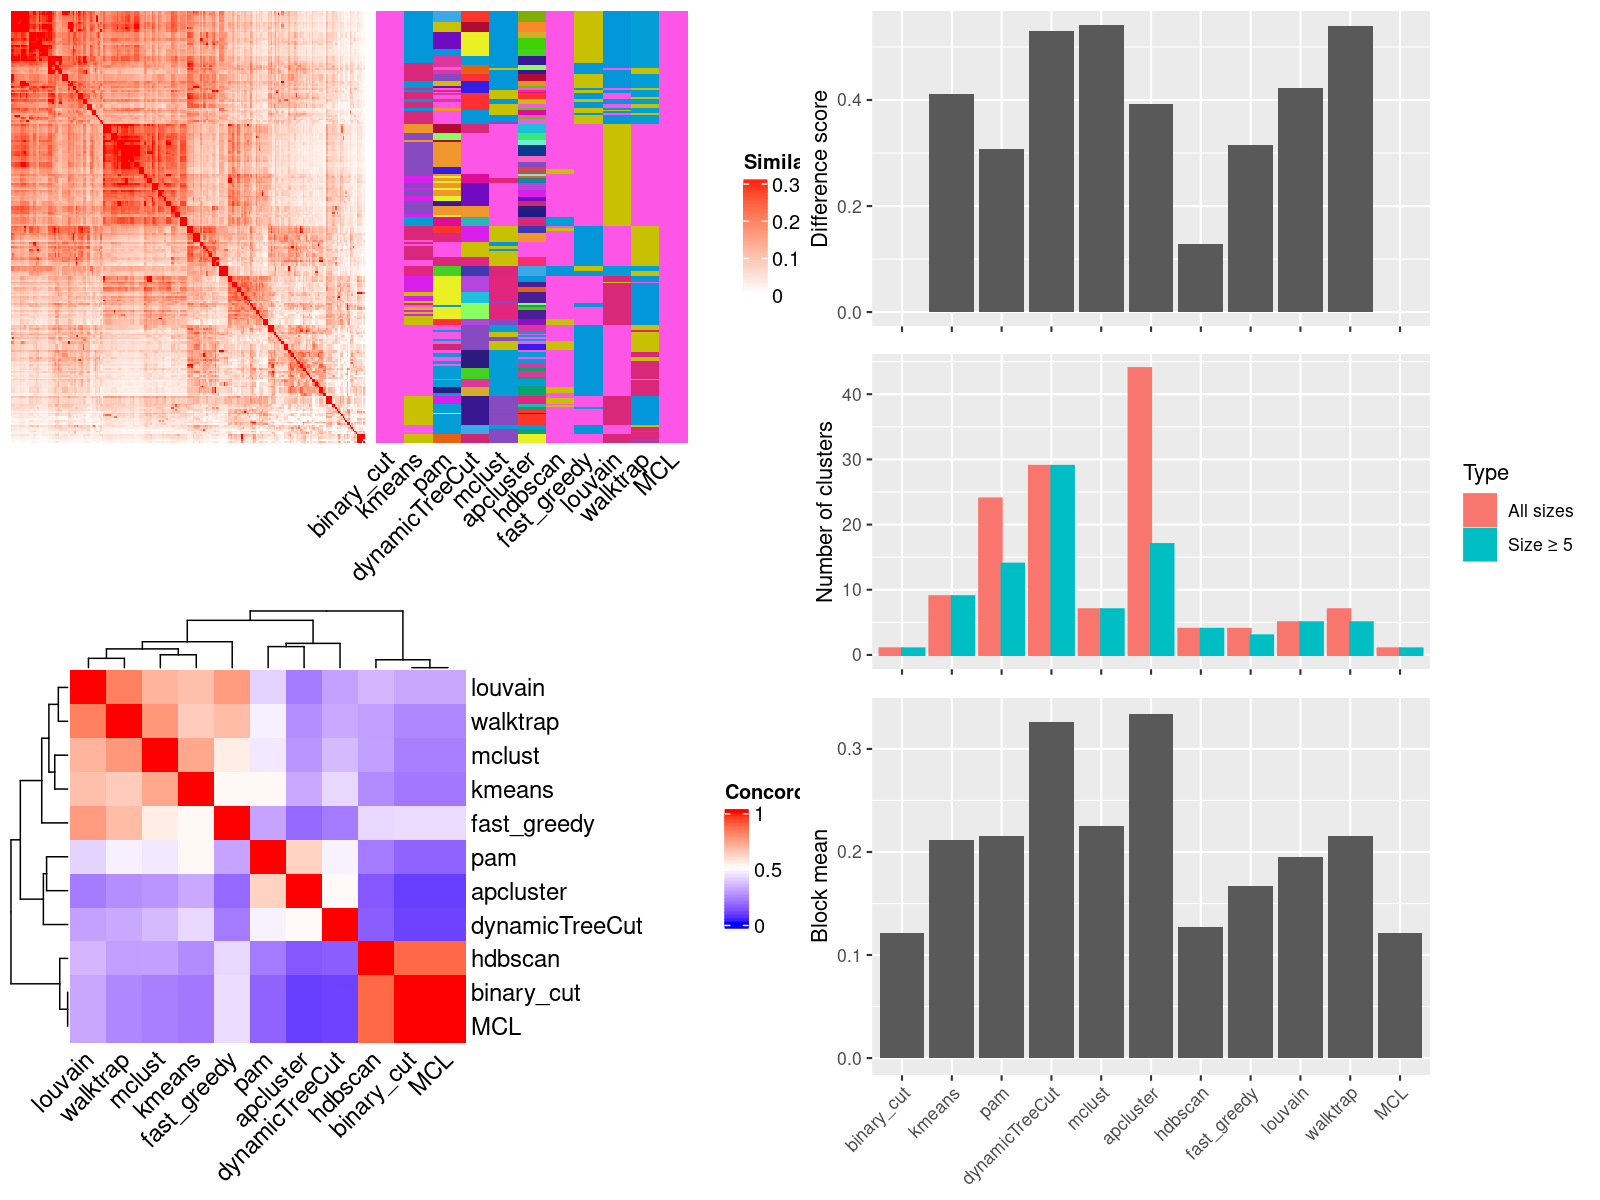 Simila
0.3
0.2
0.1
0
binary_cut
kmeans
pam
dynamicTreeCut
mclust
apcluster
hdbscan
fast_greedy
louvain
walktrap
MCL
louvain
walktrap
mclust
kmeans
fast_greedy
pam
apcluster
dynamicTreeCut
hdbscan
binary_cut
MCL
louvain
walktrap
mclust
kmeans
fast_greedy
pam
apcluster
dynamicTreeCut
hdbscan
binary_cut
MCL
Concord
1
0.5
0
Difference score
0.4
0.2
0.0
Number of clusters
40
30
20
10
0
Block mean
0.3
0.2
0.1
0.0
binary_cut
kmeans
pam
dynamicTreeCut
mclust
apcluster
hdbscan
fast_greedy
louvain
walktrap
MCL
Type
All sizes
Size ≥ 5